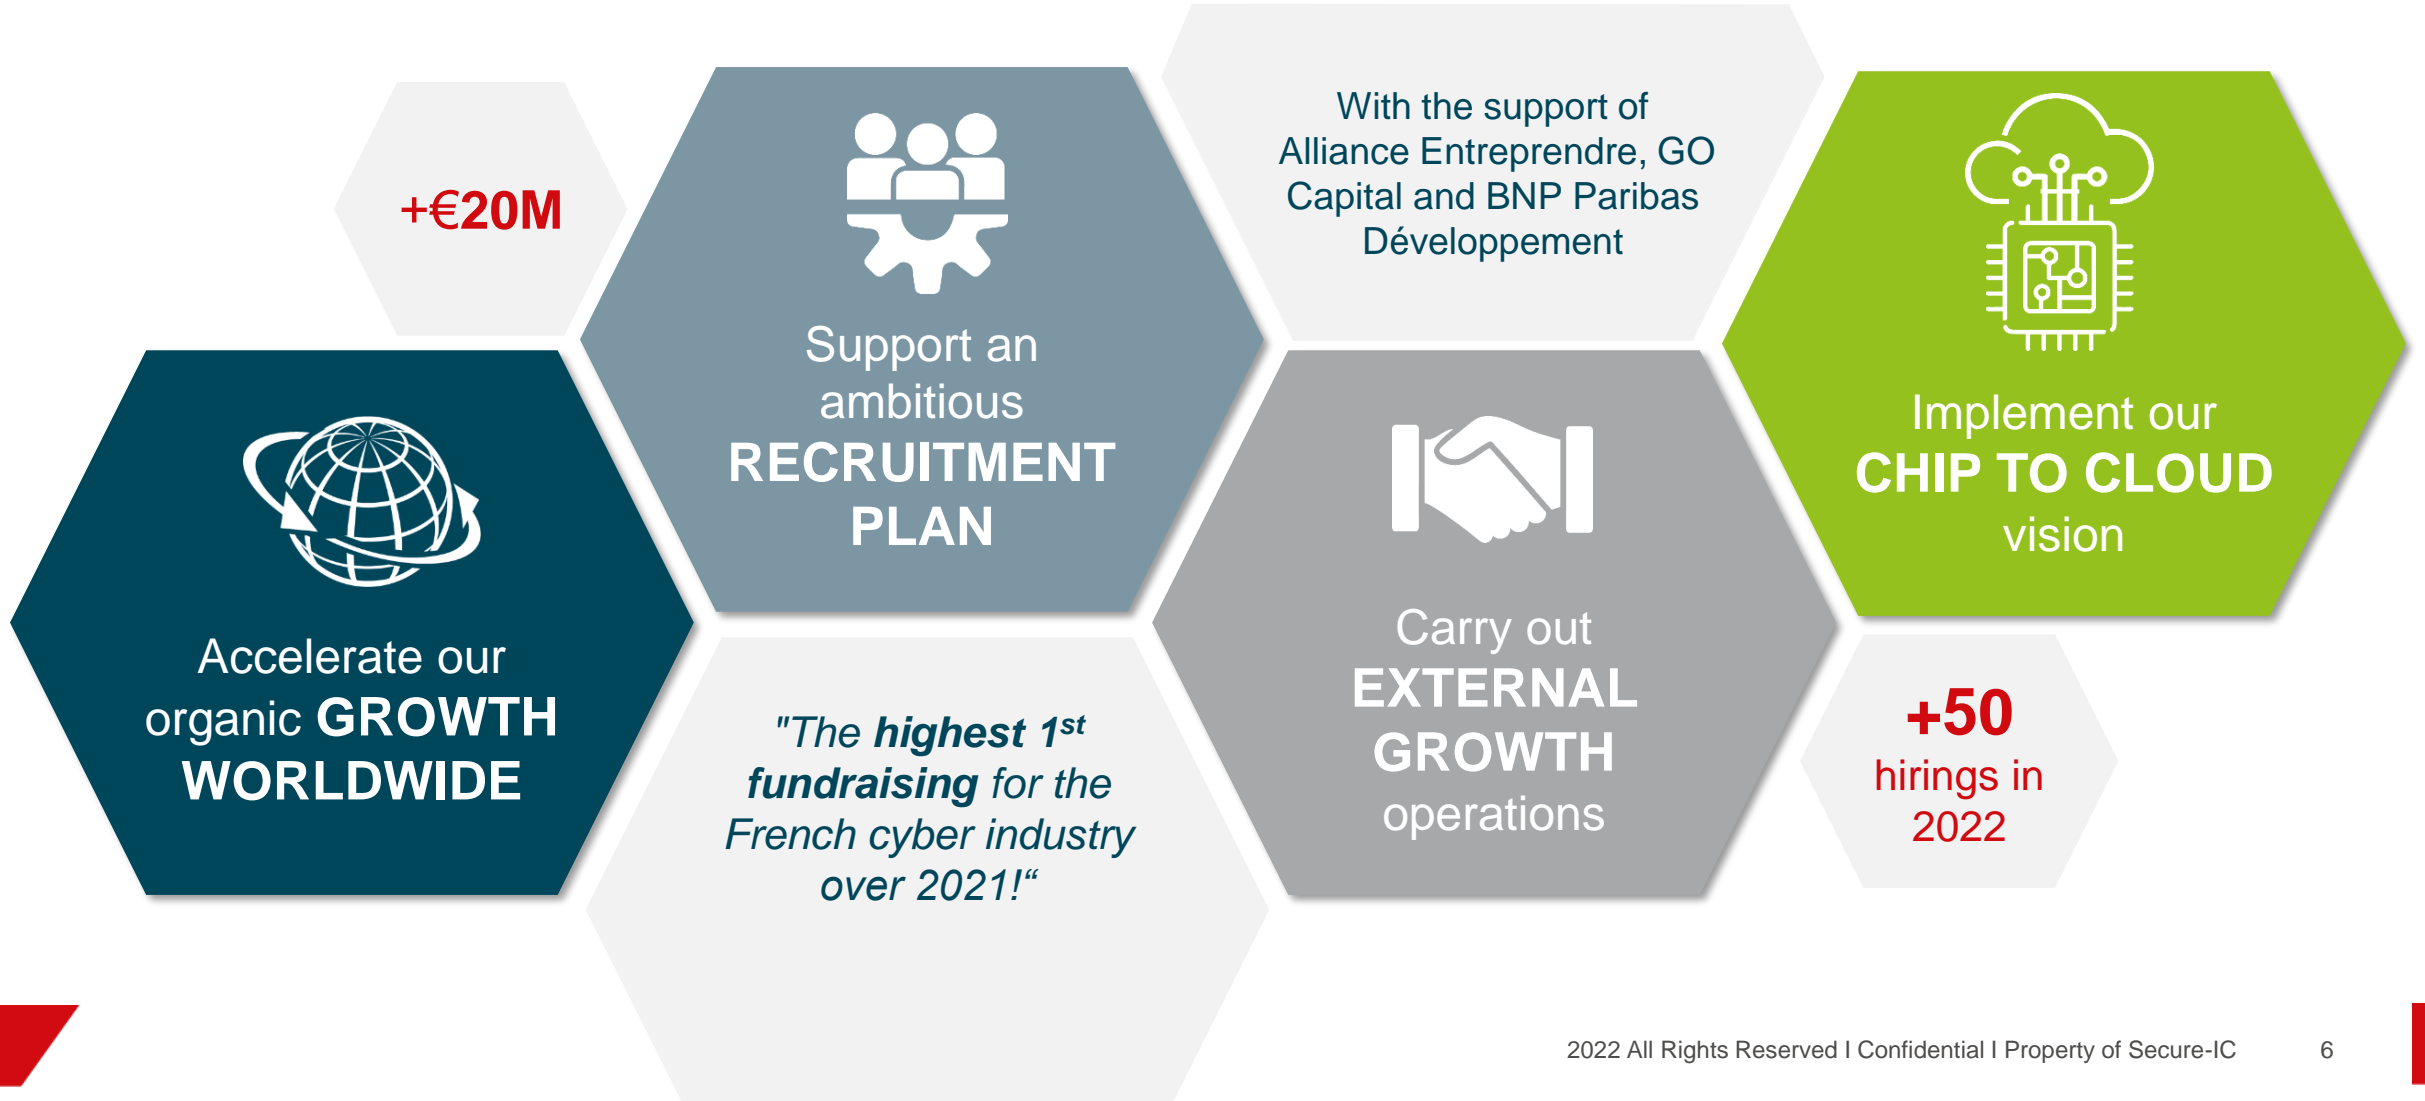 +€20M
Support an
ambitious
RECRUITMENT
PLAN
With the support of
Alliance Entreprendre, GO
Capital and BNP Paribas
Développement
Implement our
CHIP TO CLOUD
vision
Accelerate our
organic GROWTH
WORLDWIDE
"The highest 1st
fundraising for the
French cyber industry
over 2021!“
Carry out
EXTERNAL
GROWTH
operations
+50
hirings in
2022
2022 All Rights Reserved I Confidential I Property of Secure-IC 6